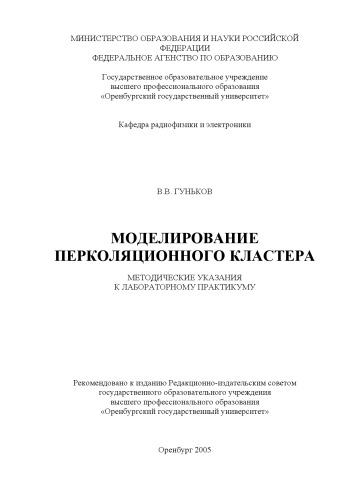 МИНИСТЕРСТВО ОБРАЗОВАНИЯ И НАУКИ РОССИЙСКОЙ
ФЕДЕРАЦИИ
ФЕДЕРАЛЬНОЕ АГЕНСТВО ПО ОБРАЗОВАНИЮ
Государственное образовательное учреждение
высшего профессионального образования
«Оренбургский государственный университет»
Кафедра радиофизики и электроники
В.В. ГУНЬКОВ
МОДЕЛИРОВАНИЕ
ПЕРКОЛЯЦИОННОГО КЛАСТЕРА
МЕТОДИЧЕСКИЕ УКАЗАНИЯ
К ЛАБОРАТОРНОМУ ПРАКТИКУМУ
Рекомендовано к изданию Редакционно-издательским советом
государственного образовательного учреждения
высшего профессионального образования
«Оренбургский государственный университет»
Оренбург 2005